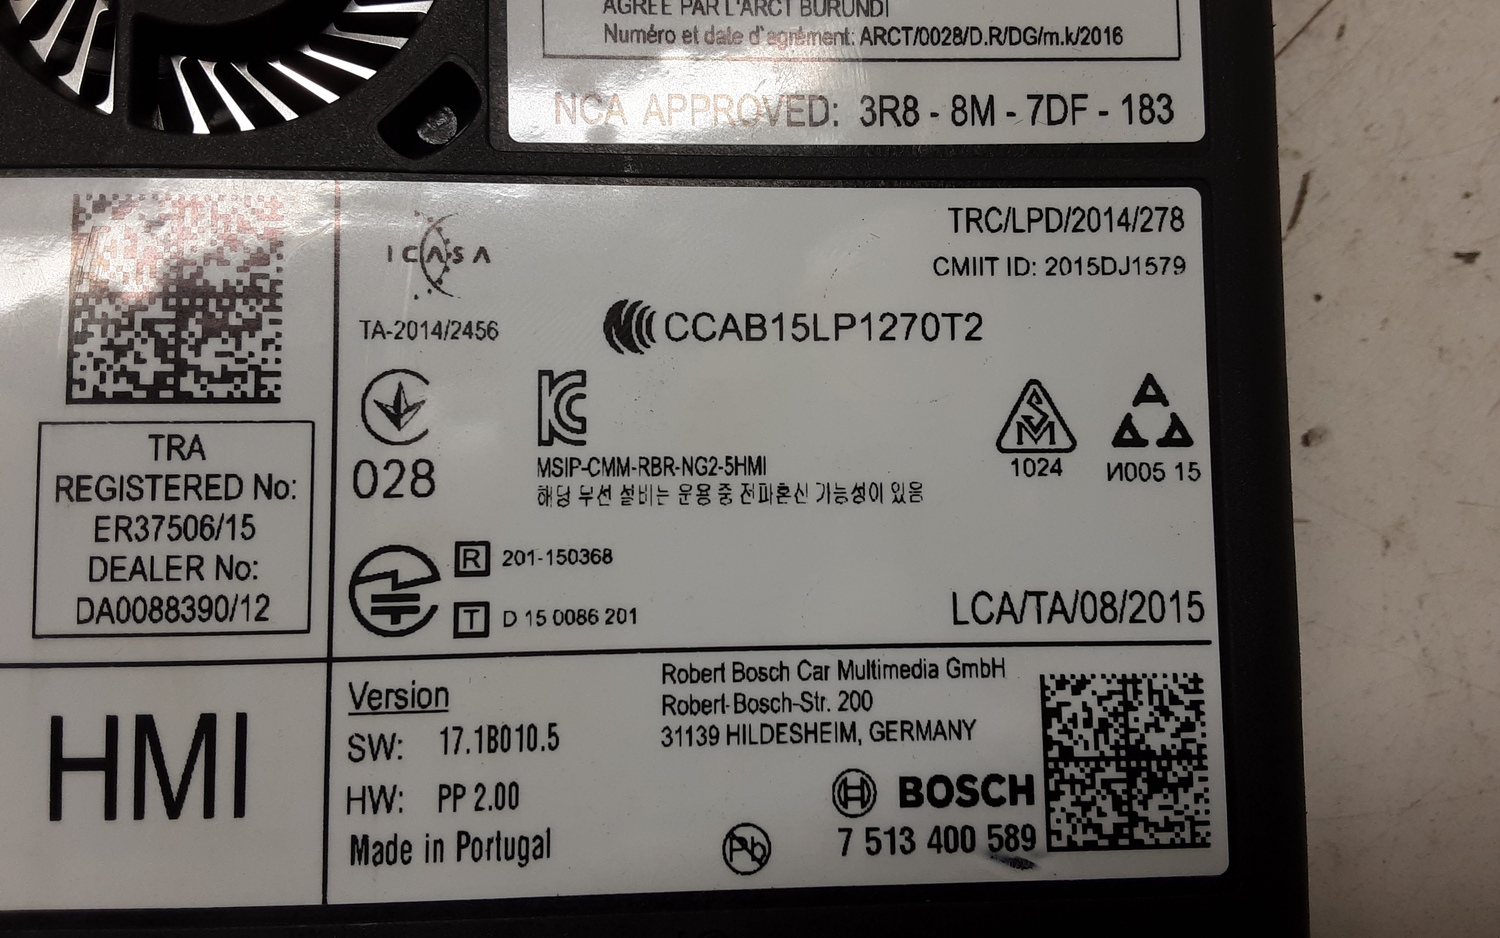 AGRÉÉ PAR L'ARCT BURUNDI
Numéro et date d'agrément: ARCT/0028/D.R/DG/m.k/2016
NCA APPROVED: 3R8 - 8M - 7DF - 183
TRA
REGISTERED No:
ER37506/15
DEALER No:
DA0088390/12
HMI
ICASA
TA-2014/2456
TRC/LPD/2014/278
CMIIT ID: 2015DJ1579
CCAB15LP1270T2
028
KC
MSIP-CMM-RBR-NG2-5HMI
해당 무선 설비는 운용 중 전파혼신 가능성이 있음
SM
1024
И005 15
R 201-150368
T D 15 0086 201
LCA/TA/08/2015
Version
SW: 17.1B010.5
HW: PP 2.00
Made in Portugal
Robert Bosch Car Multimedia GmbH
Robert-Bosch-Str. 200
31139 HILDESHEIM, GERMANY
Pb
BOSCH
7 513 400 589